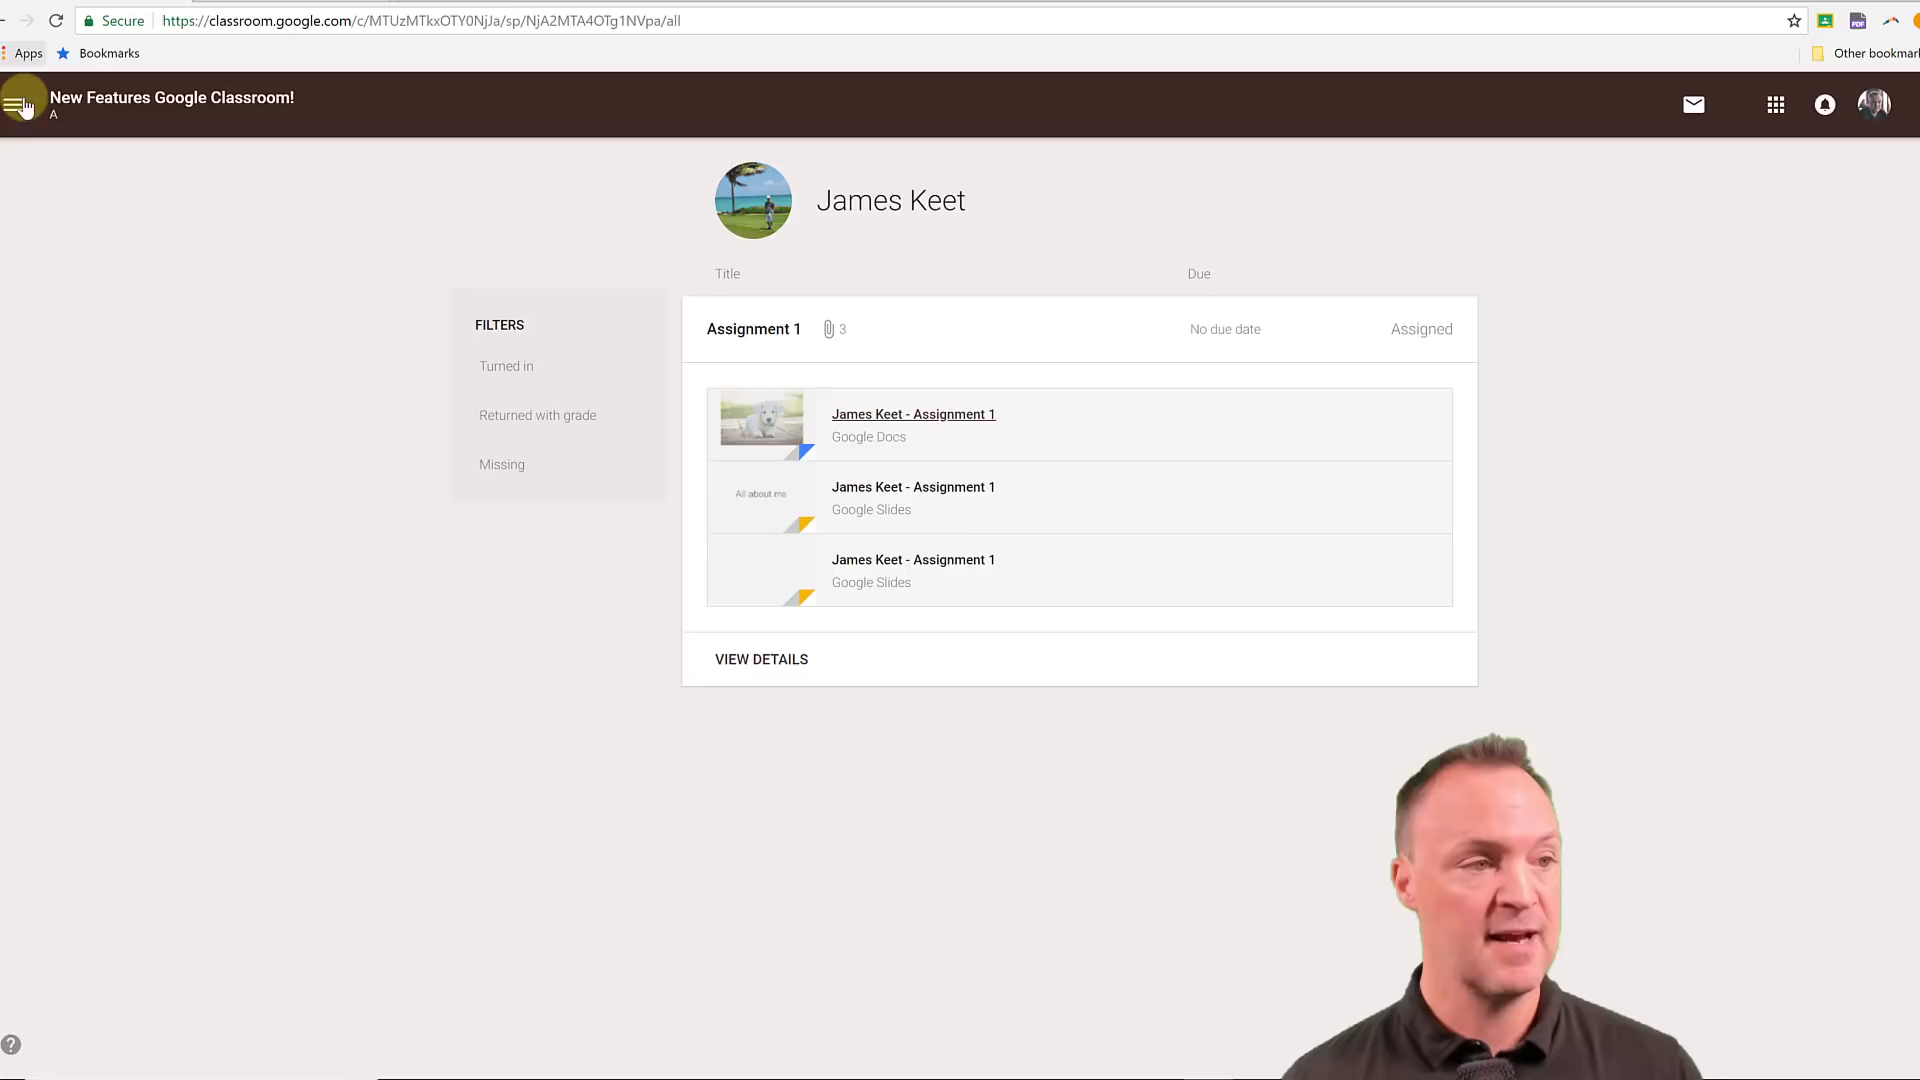 Secure https://classroom.google.com/c/MTUzMTkxOTY0NjJa/sp/NjA2MTA4OTg1NVpa/all
Apps Bookmarks Other bookmar
New Features Google Classroom!
A
James Keet
Title Due
FILTERS
Turned in
Returned with grade
Missing
Assignment 1 3 No due date Assigned
James Keet - Assignment 1
Google Docs
All about me
James Keet - Assignment 1
Google Slides
James Keet - Assignment 1
Google Slides
VIEW DETAILS
?
PDF